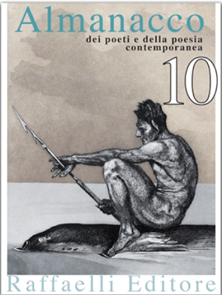 Almanacco
dei poeti e della poesia
contemporanea
10
Raffaelli Editore